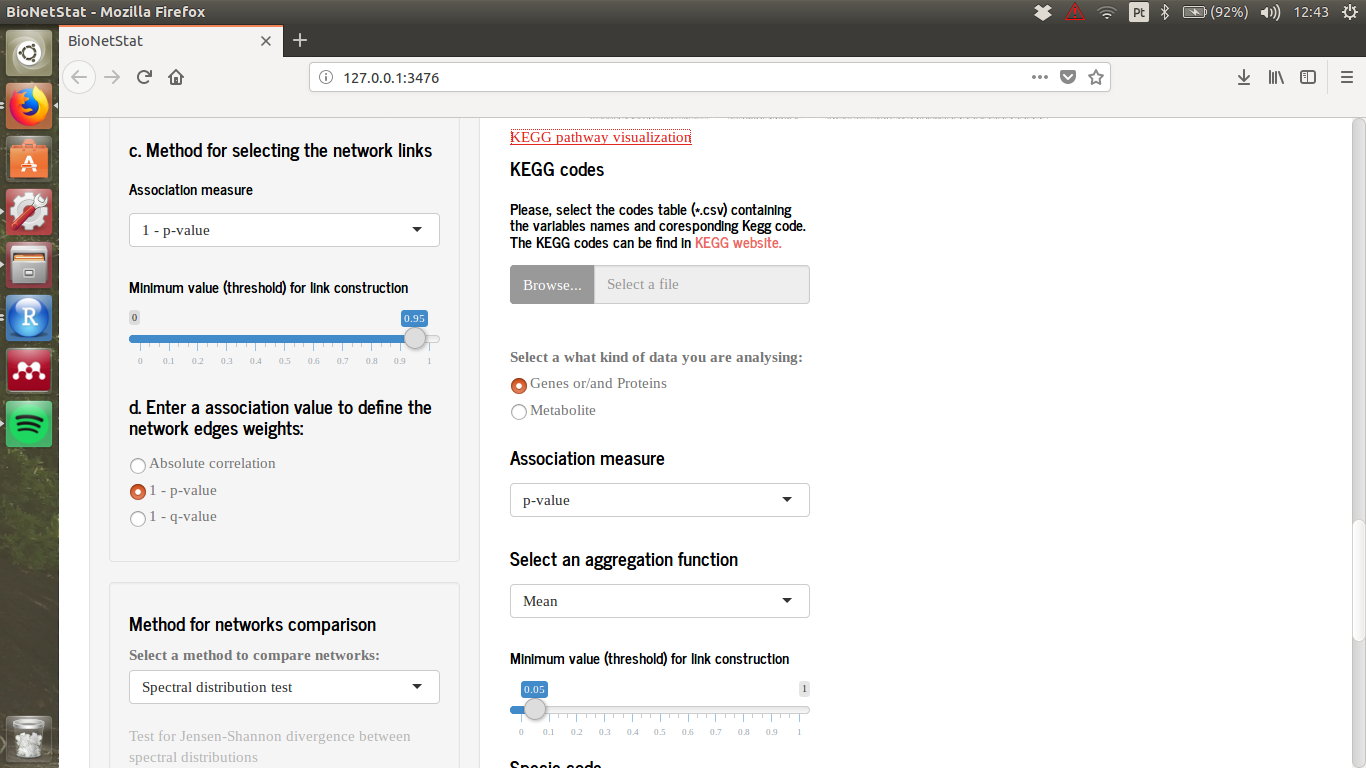 BioNetStat - Mozilla Firefox
Pt
(92%)
12:43
BioNetStat
127.0.0.1:3476
c. Method for selecting the network links
Association measure
1 - p-value
Minimum value (threshold) for link construction
0
0.95
0 0.1 0.2 0.3 0.4 0.5 0.6 0.7 0.8 0.9 1
d. Enter a association value to define the
network edges weights:
Absolute correlation
1 - p-value
1 - q-value
Method for networks comparison
Select a method to compare networks:
Spectral distribution test
Test for Jensen-Shannon divergence between
spectral distributions
KEGG pathway visualization
KEGG codes
Please, select the codes table (*.csv) containing
the variables names and coresponding Kegg code.
The KEGG codes can be find in KEGG website.
Browse... Select a file
Select a what kind of data you are analysing:
Genes or/and Proteins
Metabolite
Association measure
p-value
Select an aggregation function
Mean
Minimum value (threshold) for link construction
0.05
1
0 0.1 0.2 0.3 0.4 0.5 0.6 0.7 0.8 0.9 1
Specie code